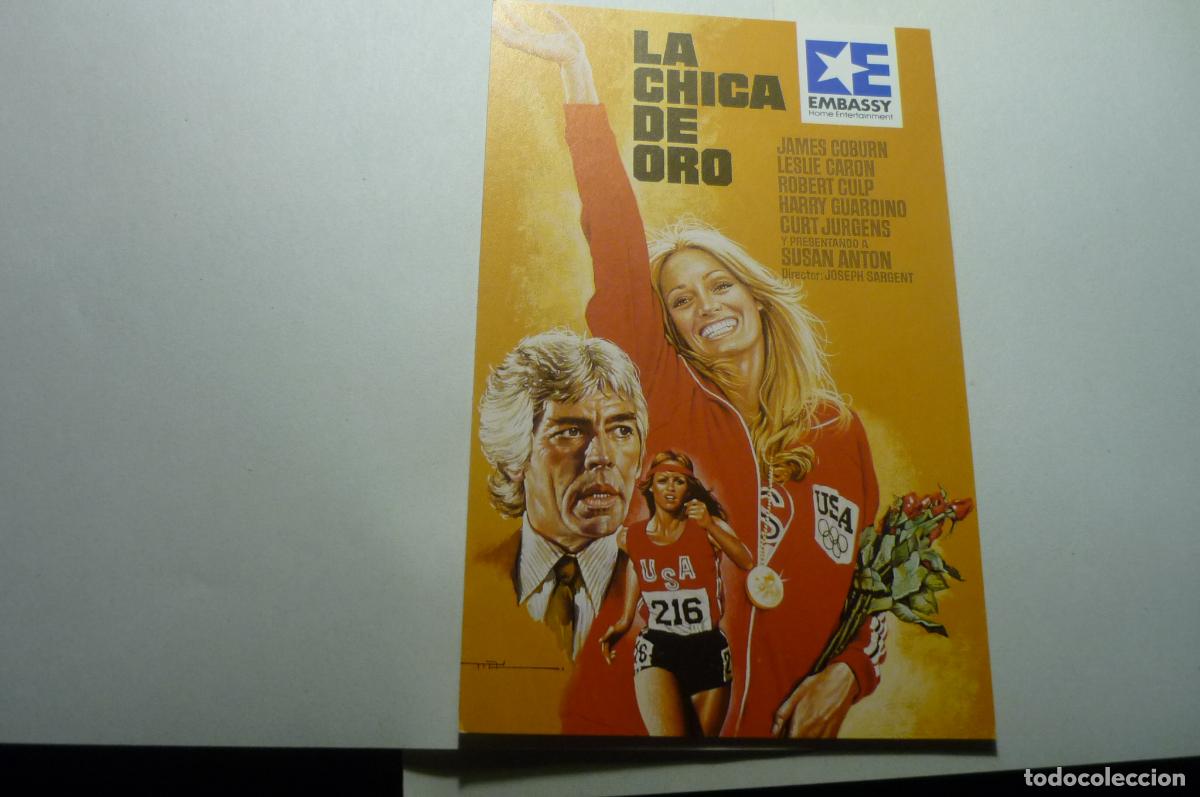 LA
CHICA
DE
ORO
EMBASSY
Home Entertainment
JAMES COBURN
LESLIE CARON
ROBERT CULP
HARRY GUARDINO
CURT JURGENS
Y PRESENTANDO A
SUSAN ANTON
Director: JOSEPH SARGENT
USA
USA
216
todocoleccion